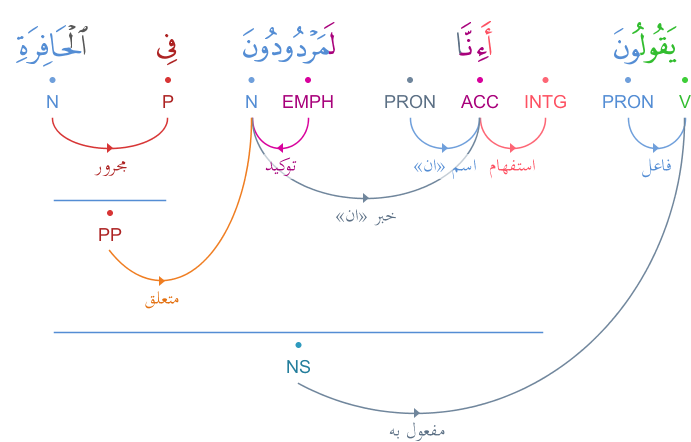 يَقُولُونَ أَءِنَّا لَمَرْدُودُونَ فِى ٱلْحَافِرَةِ
N P N EMPH PRON ACC INTG PRON V
مجرور توكيد اسم «ان» استفهام فاعل
خبر «ان»
PP
متعلق
NS
مفعول به